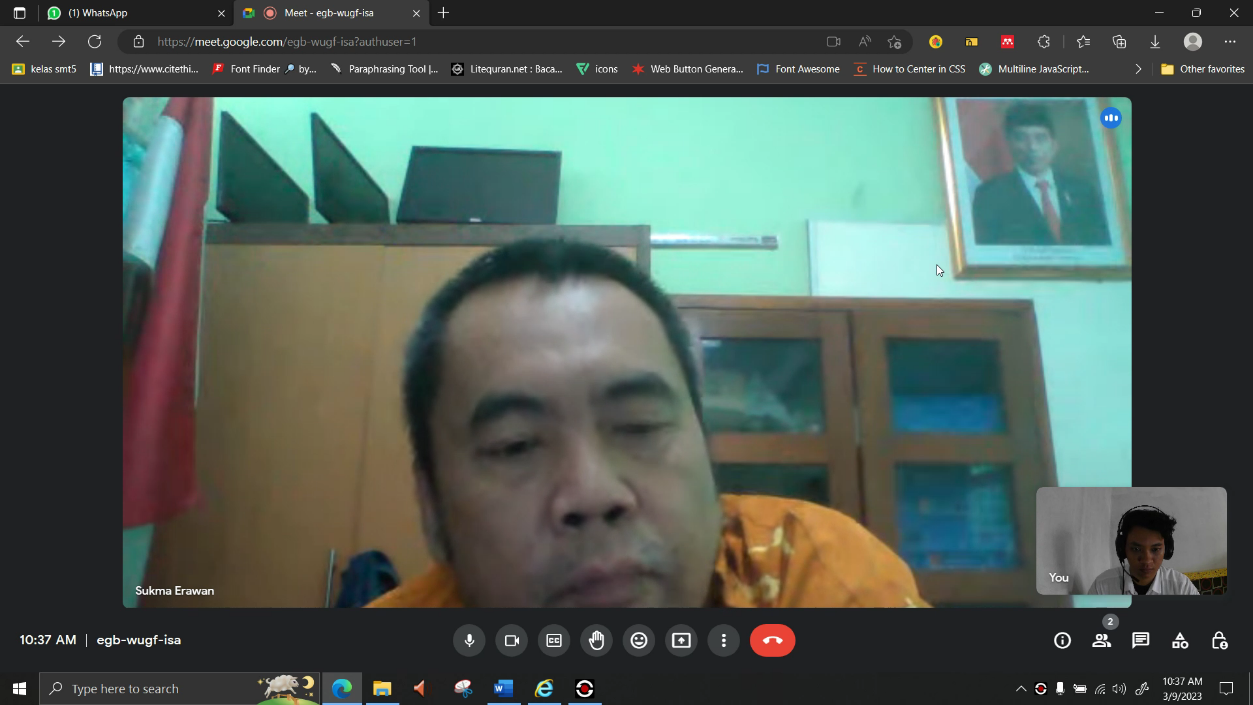 (1) WhatsApp
Meet - egb-wugf-isa
https://meet.google.com/egb-wugf-isa?authuser=1
kelas smt5
https://www.citethi...
Font Finder 🔎 by...
Paraphrasing Tool |...
Litequran.net : Baca...
icons
Web Button Genera...
Font Awesome
How to Center in CSS
Multiline JavaScript...
Other favorites
Sukma Erawan
You
10:37 AM | egb-wugf-isa
2
Type here to search
10:37 AM
3/9/2023